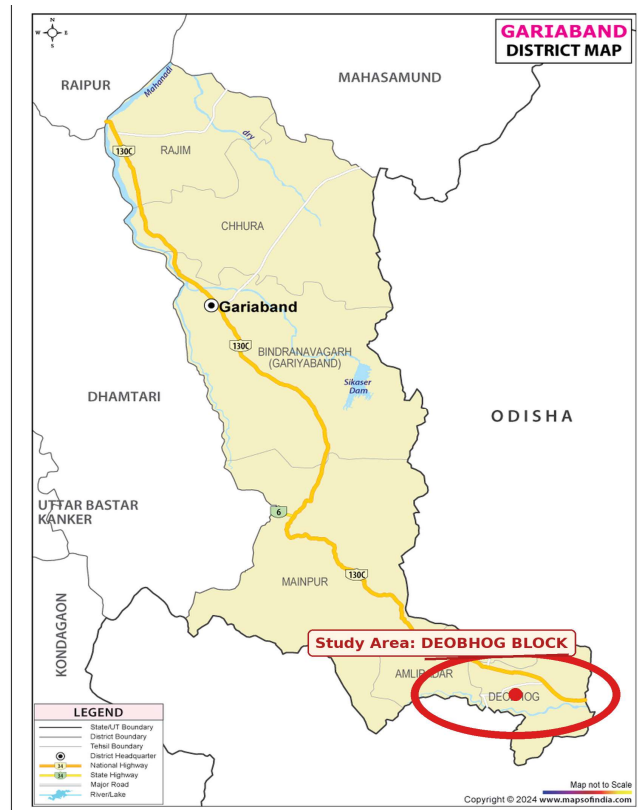 N
W
E
S
GARIABAND
DISTRICT MAP
RAIPUR
MAHASAMUND
Mahanadi
dry
130C
RAJIM
CHHURA
Gariaband
130C
BINDRANAVAGARH
(GARIYABAND)
Sikaser
Dam
DHAMTARI
ODISHA
UTTAR BASTAR
KANKER
6
130C
MAINPUR
KONDAGAON
Study Area: DEOBHOG BLOCK
AMLIPADAR
DEOBHOG
LEGEND
State/UT Boundary
District Boundary
Tehsil Boundary
District Headquarter
34 National Highway
34 State Highway
Major Road
River/Lake
Map not to Scale
Copyright © 2024 www.mapsofindia.com